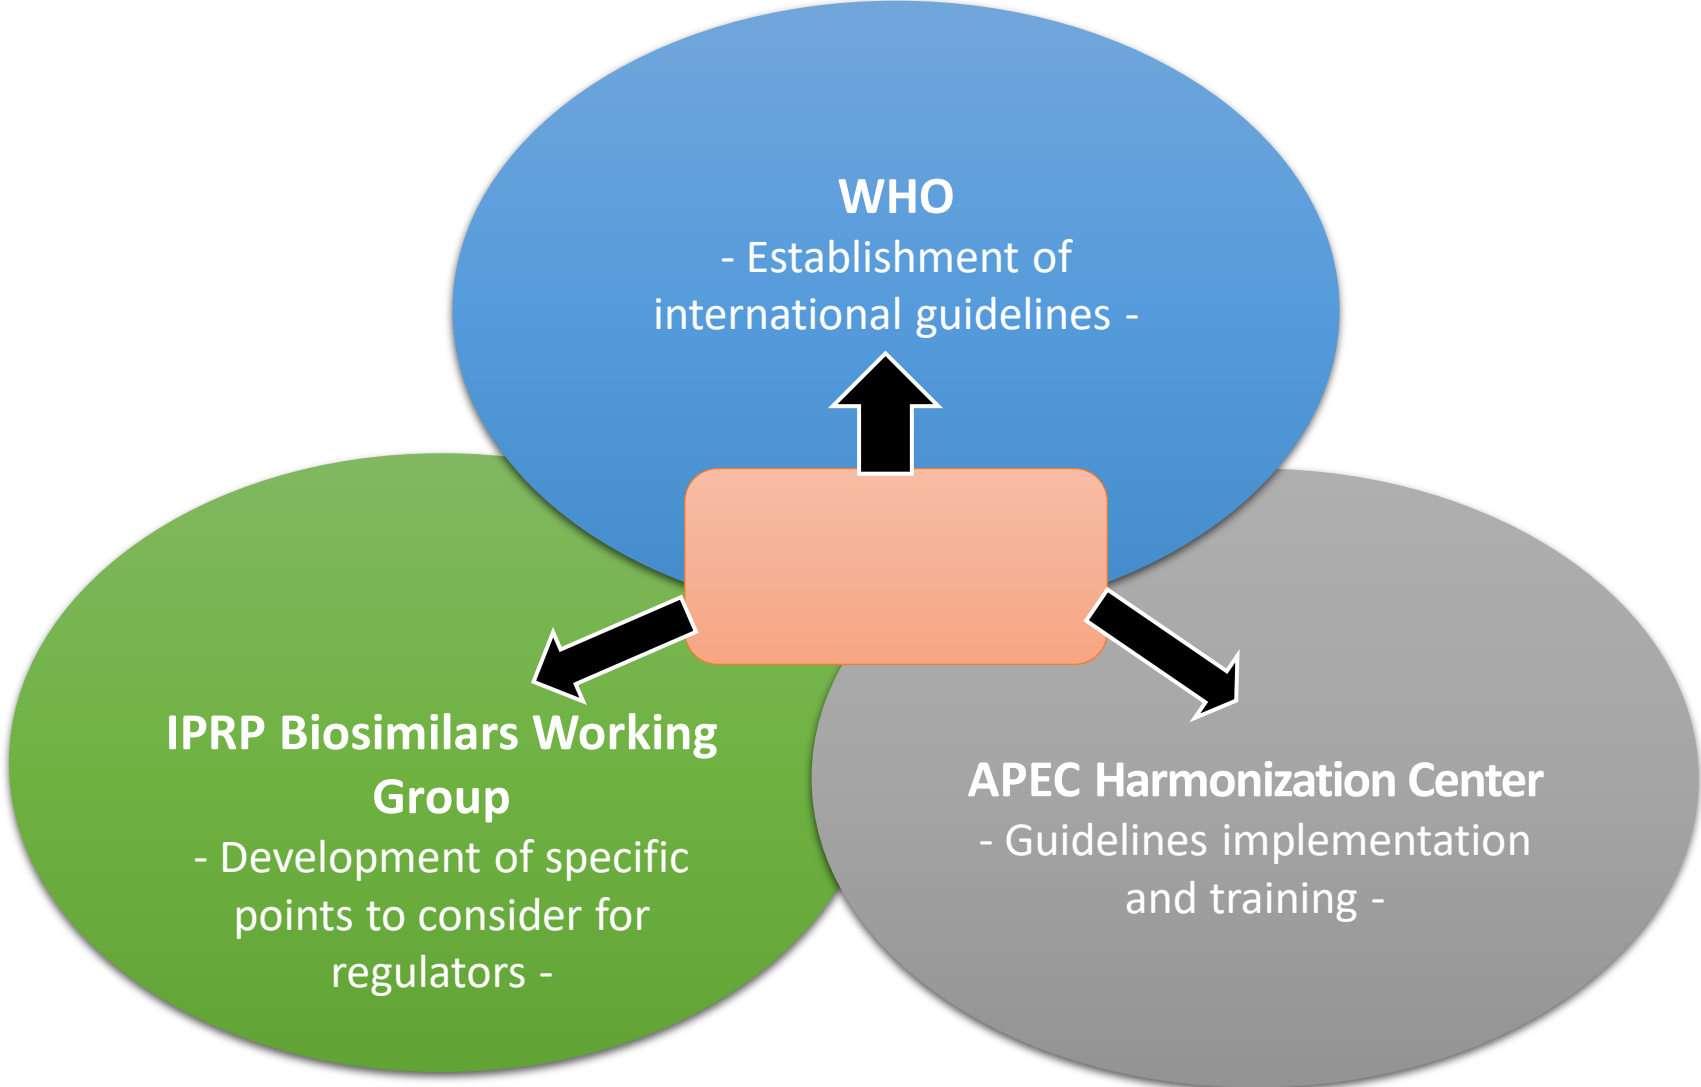 WHO
- Establishment of
international guidelines -
IPRP Biosimilars Working
Group
- Development of specific
points to consider for
regulators -
APEC Harmonization Center
- Guidelines implementation
and training -